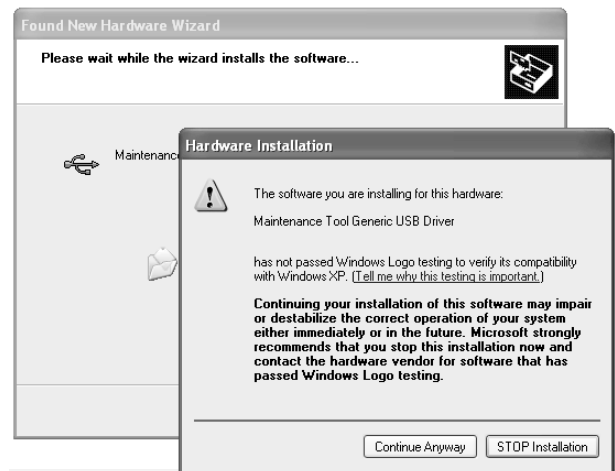 Found New Hardware Wizard
Please wait while the wizard installs the software...
Maintenance
Hardware Installation
The software you are installing for this hardware:
Maintenance Tool Generic USB Driver
has not passed Windows Logo testing to verify its compatibility
with Windows XP. (Tell me why this testing is important.)
Continuing your installation of this software may impair
or destabilize the correct operation of your system
either immediately or in the future. Microsoft strongly
recommends that you stop this installation now and
contact the hardware vendor for software that has
passed Windows Logo testing.
Continue Anyway
STOP Installation